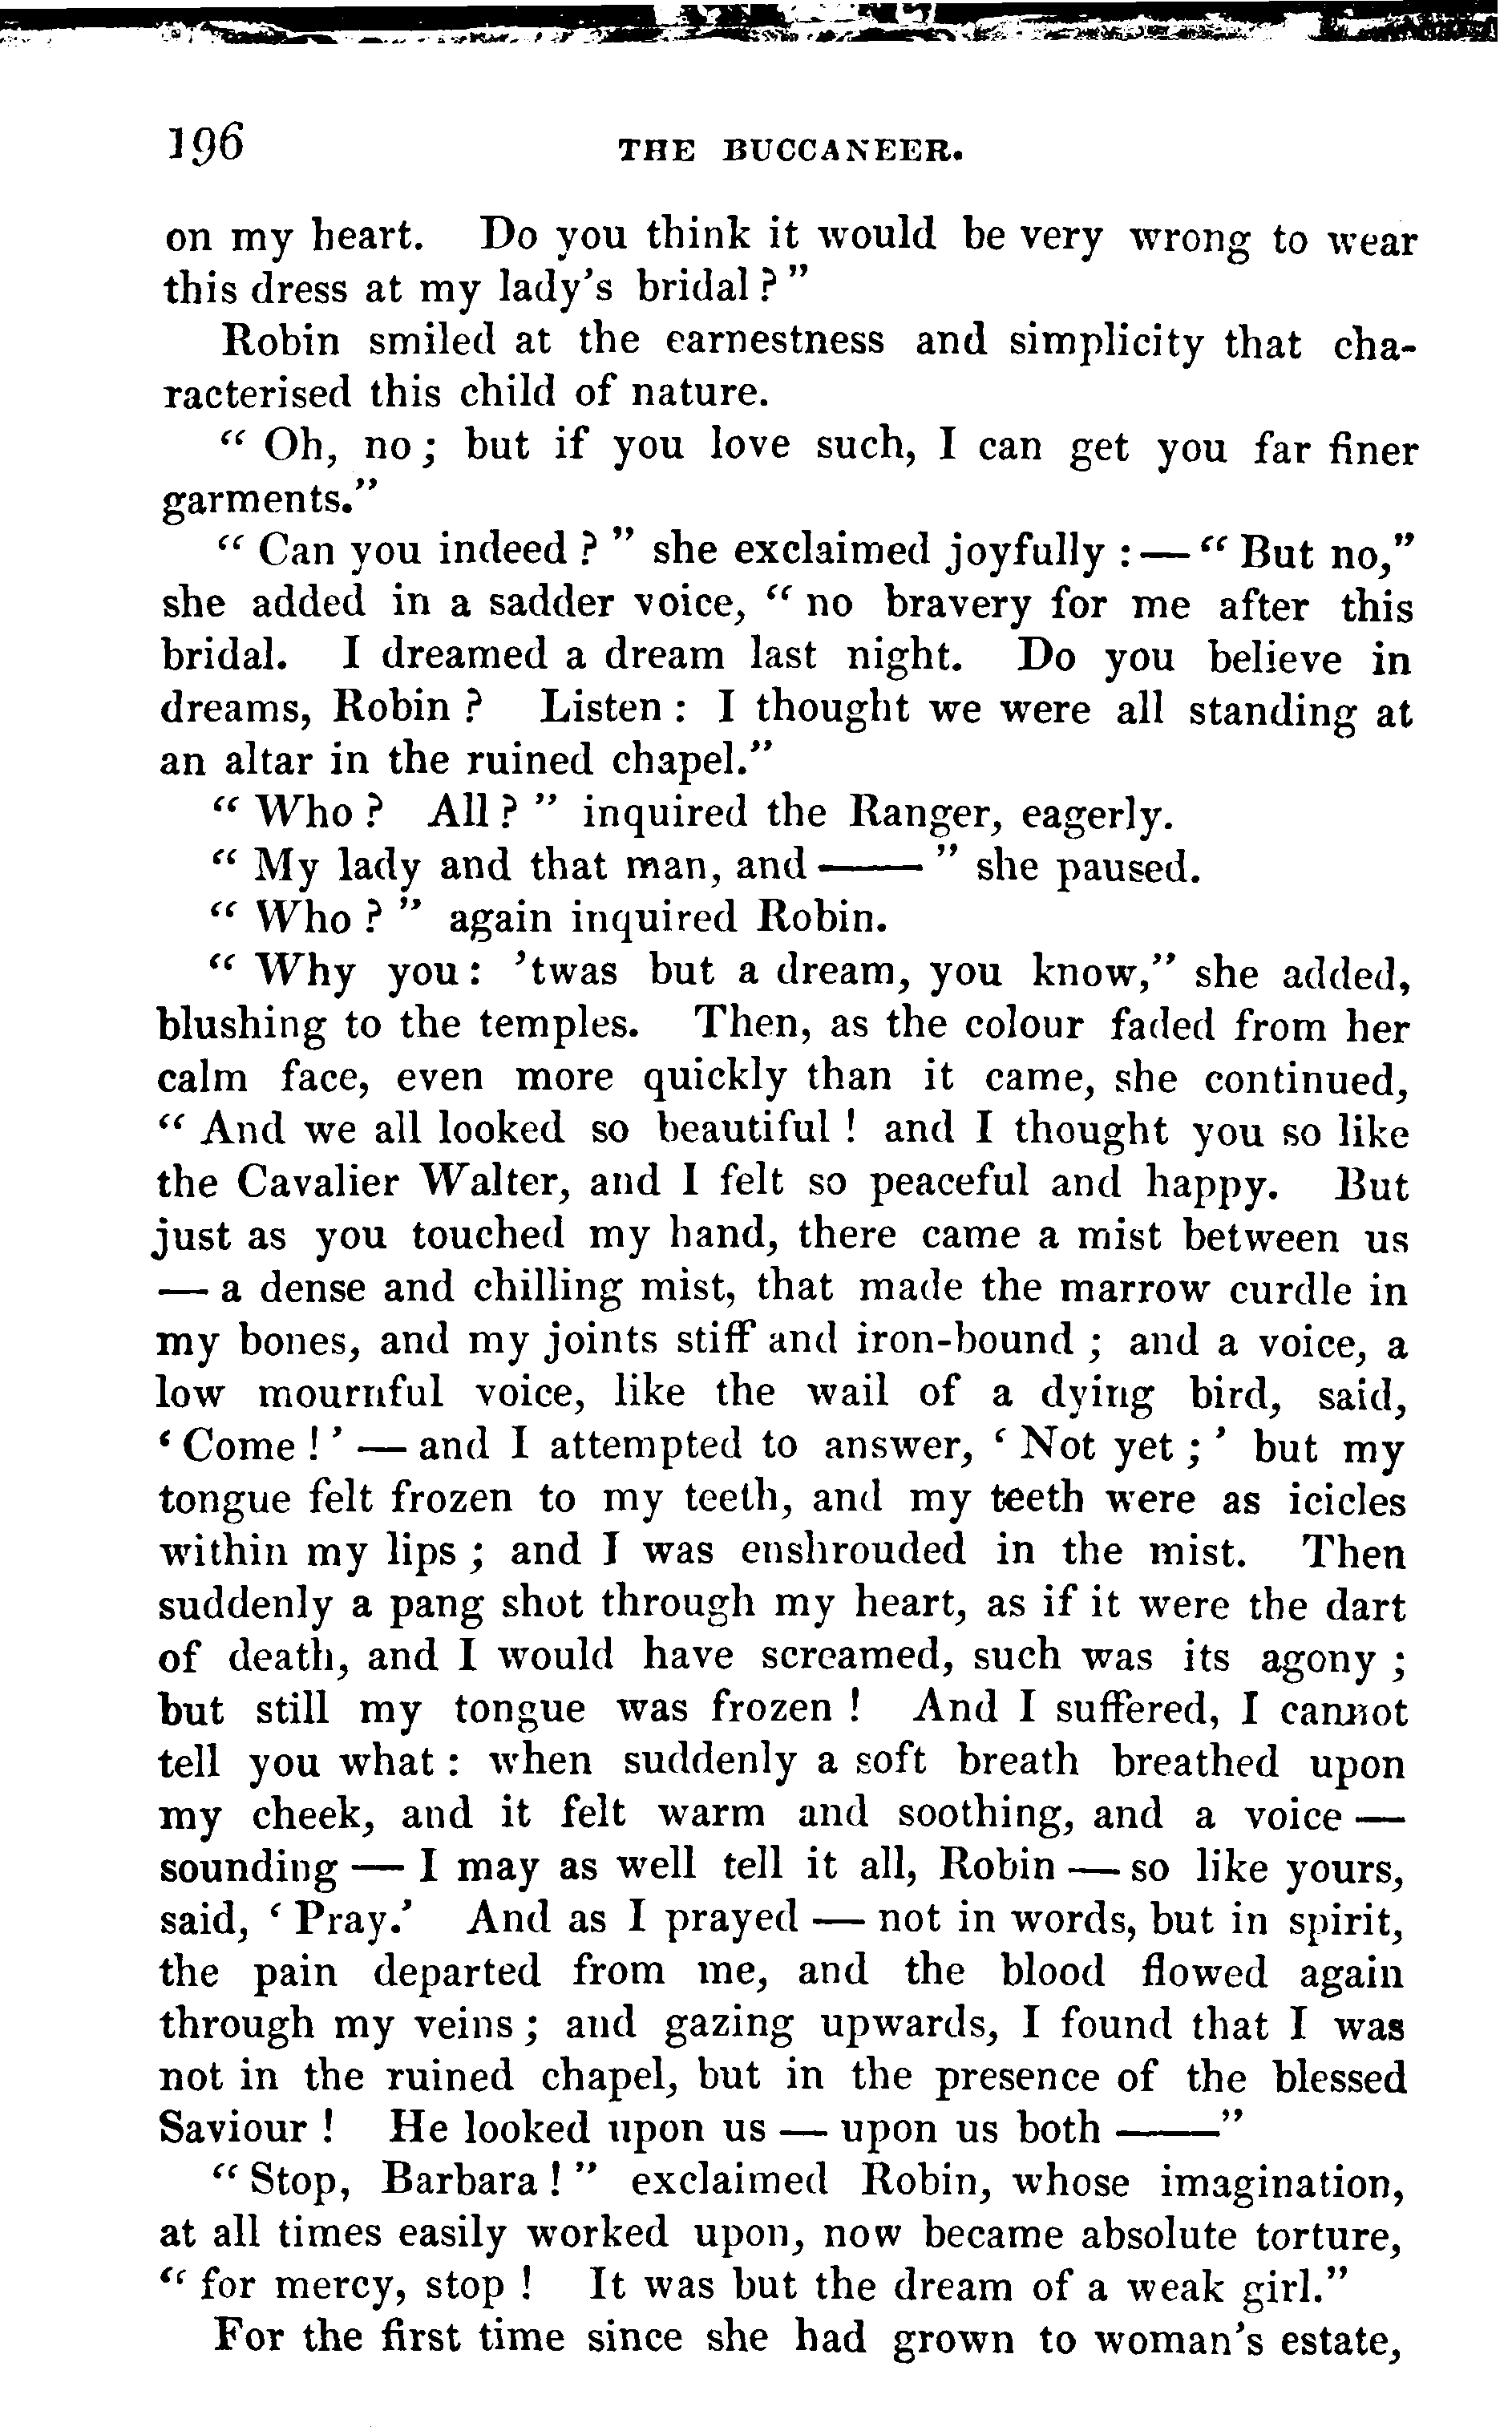 196 THE BUCCANEER.
on my heart. Do you think it would be very wrong to wear
this dress at my lady's bridal?"
Robin smiled at the earnestness and simplicity that cha-
racterised this child of nature.
"Oh, no; but if you love such, I can get you far finer
garments."
"Can you indeed?" she exclaimed joyfully:—"But no,"
she added in a sadder voice, "no bravery for me after this
bridal. I dreamed a dream last night. Do you believe in
dreams, Robin? Listen: I thought we were all standing at
an altar in the ruined chapel."
"Who? All?" inquired the Ranger, eagerly.
"My lady and that man, and ——" she paused.
"Who?" again inquired Robin.
"Why you: 'twas but a dream, you know," she added,
blushing to the temples. Then, as the colour faded from her
calm face, even more quickly than it came, she continued,
"And we all looked so beautiful! and I thought you so like
the Cavalier Walter, and I felt so peaceful and happy. But
just as you touched my hand, there came a mist between us
— a dense and chilling mist, that made the marrow curdle in
my bones, and my joints stiff and iron-bound; and a voice, a
low mournful voice, like the wail of a dying bird, said,
'Come!' — and I attempted to answer, 'Not yet;' but my
tongue felt frozen to my teeth, and my teeth were as icicles
within my lips; and I was enshrouded in the mist. Then
suddenly a pang shot through my heart, as if it were the dart
of death, and I would have screamed, such was its agony;
but still my tongue was frozen! And I suffered, I cannot
tell you what: when suddenly a soft breath breathed upon
my cheek, and it felt warm and soothing, and a voice —
sounding — I may as well tell it all, Robin — so like yours,
said, 'Pray.' And as I prayed — not in words, but in spirit,
the pain departed from me, and the blood flowed again
through my veins; and gazing upwards, I found that I was
not in the ruined chapel, but in the presence of the blessed
Saviour! He looked upon us — upon us both ——"
"Stop, Barbara!" exclaimed Robin, whose imagination,
at all times easily worked upon, now became absolute torture,
"for mercy, stop! It was but the dream of a weak girl."
For the first time since she had grown to woman's estate,